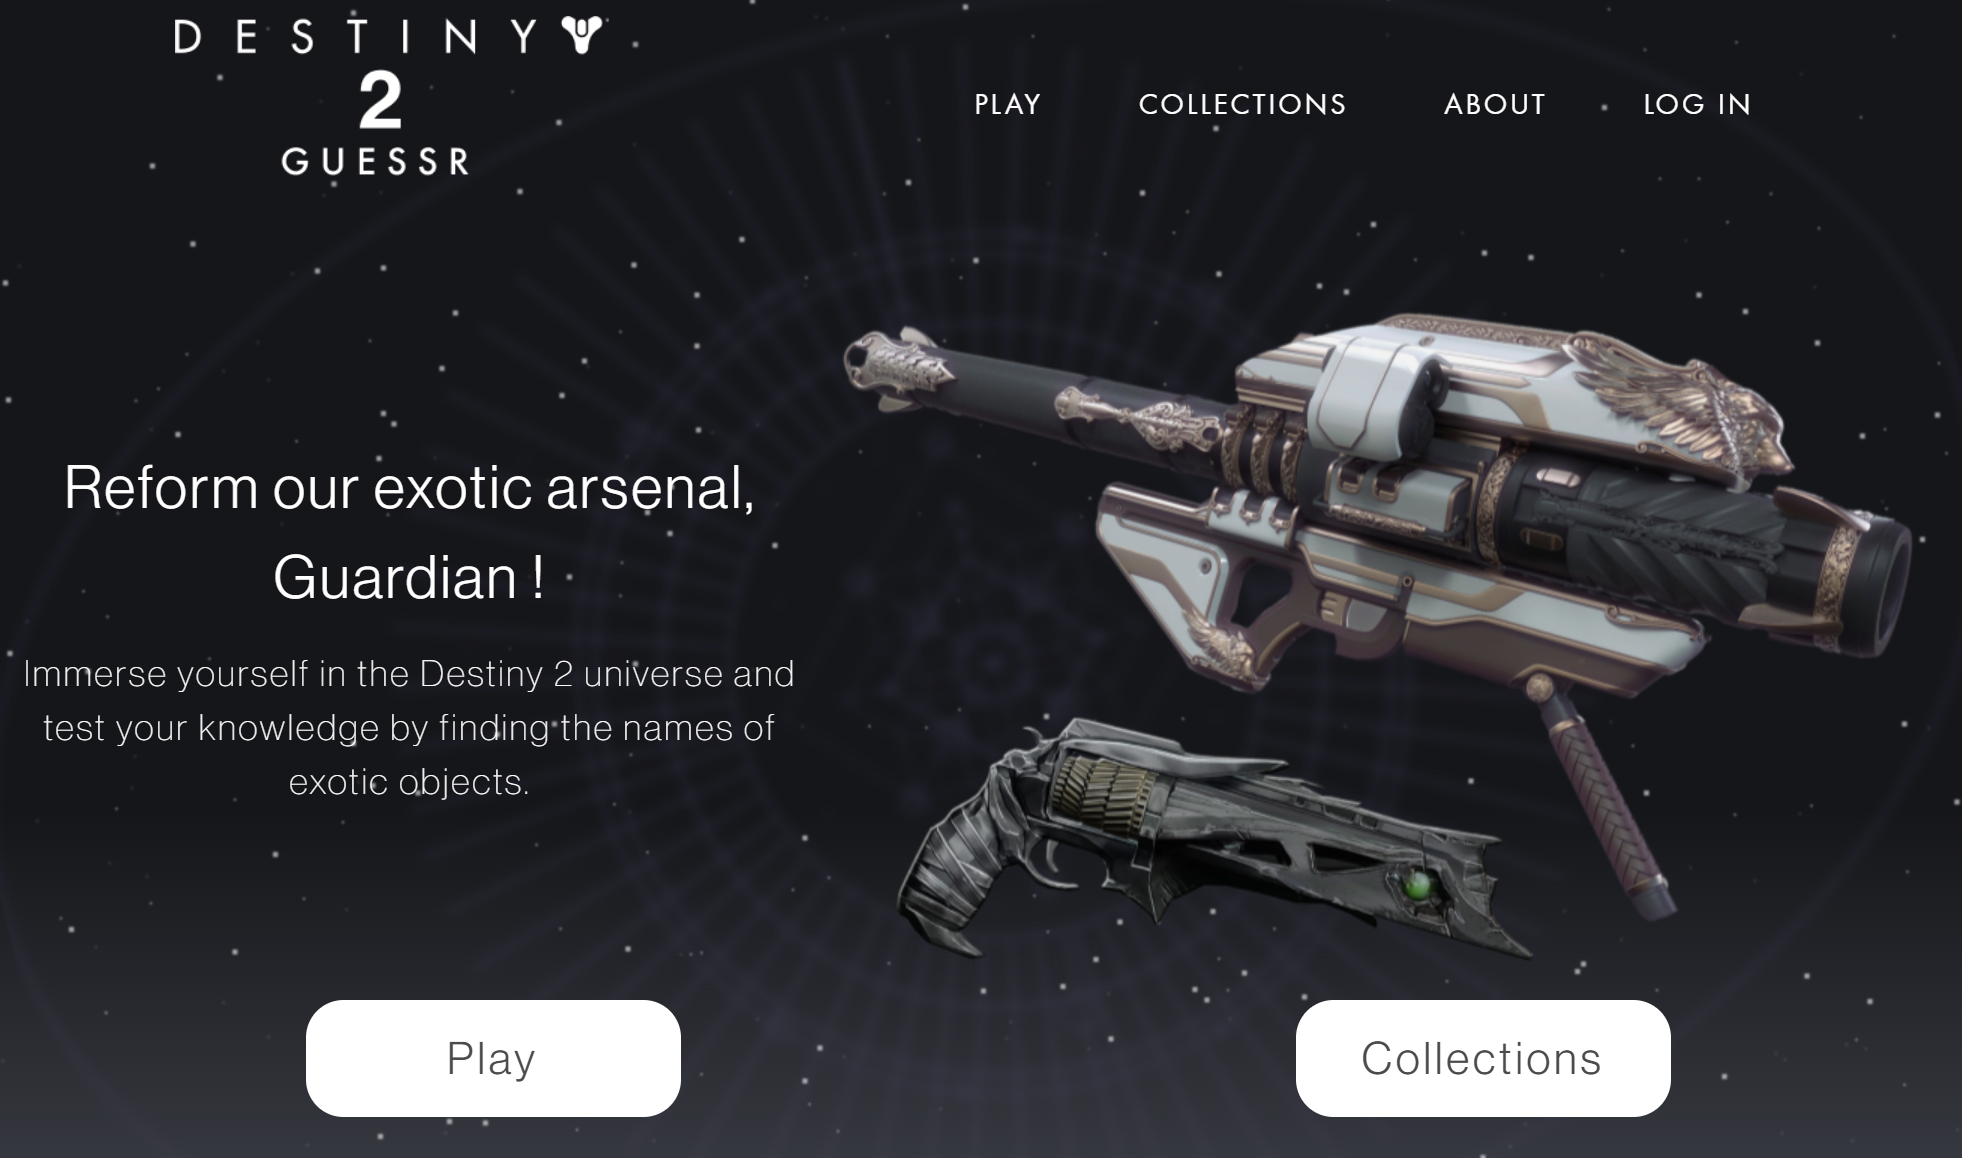 DESTINY
2
GUESSR
PLAY COLLECTIONS ABOUT LOG IN
Reform our exotic arsenal,
Guardian !
Immerse yourself in the Destiny 2 universe and
test your knowledge by finding the names of
exotic objects.
Play
Collections